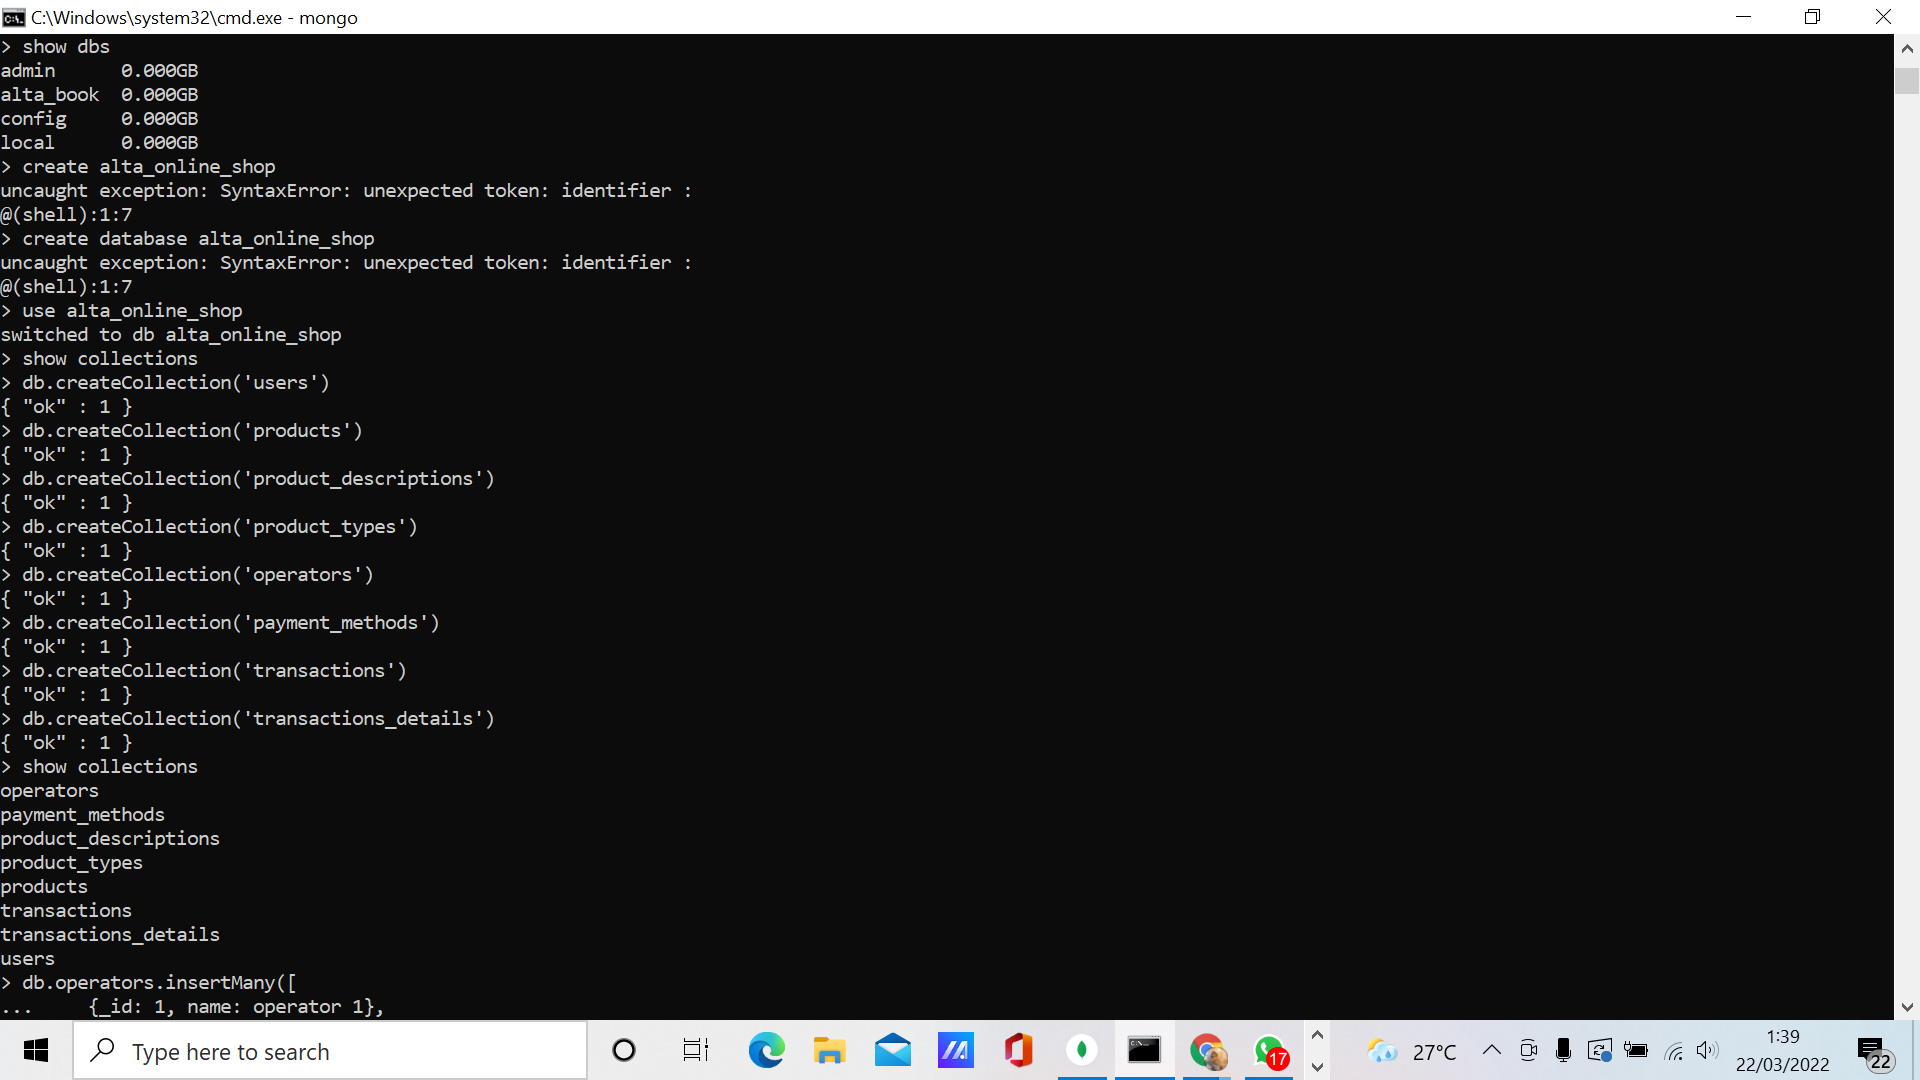 C:\Windows\system32\cmd.exe - mongo
> show dbs
admin      0.000GB
alta_book  0.000GB
config     0.000GB
local      0.000GB
> create alta_online_shop
uncaught exception: SyntaxError: unexpected token: identifier :
@(shell):1:7
> create database alta_online_shop
uncaught exception: SyntaxError: unexpected token: identifier :
@(shell):1:7
> use alta_online_shop
switched to db alta_online_shop
> show collections
> db.createCollection('users')
{ "ok" : 1 }
> db.createCollection('products')
{ "ok" : 1 }
> db.createCollection('product_descriptions')
{ "ok" : 1 }
> db.createCollection('product_types')
{ "ok" : 1 }
> db.createCollection('operators')
{ "ok" : 1 }
> db.createCollection('payment_methods')
{ "ok" : 1 }
> db.createCollection('transactions')
{ "ok" : 1 }
> db.createCollection('transactions_details')
{ "ok" : 1 }
> show collections
operators
payment_methods
product_descriptions
product_types
products
transactions
transactions_details
users
> db.operators.insertMany([
...     {_id: 1, name: operator 1},
Type here to search
17
27°C
1:39
22/03/2022
22